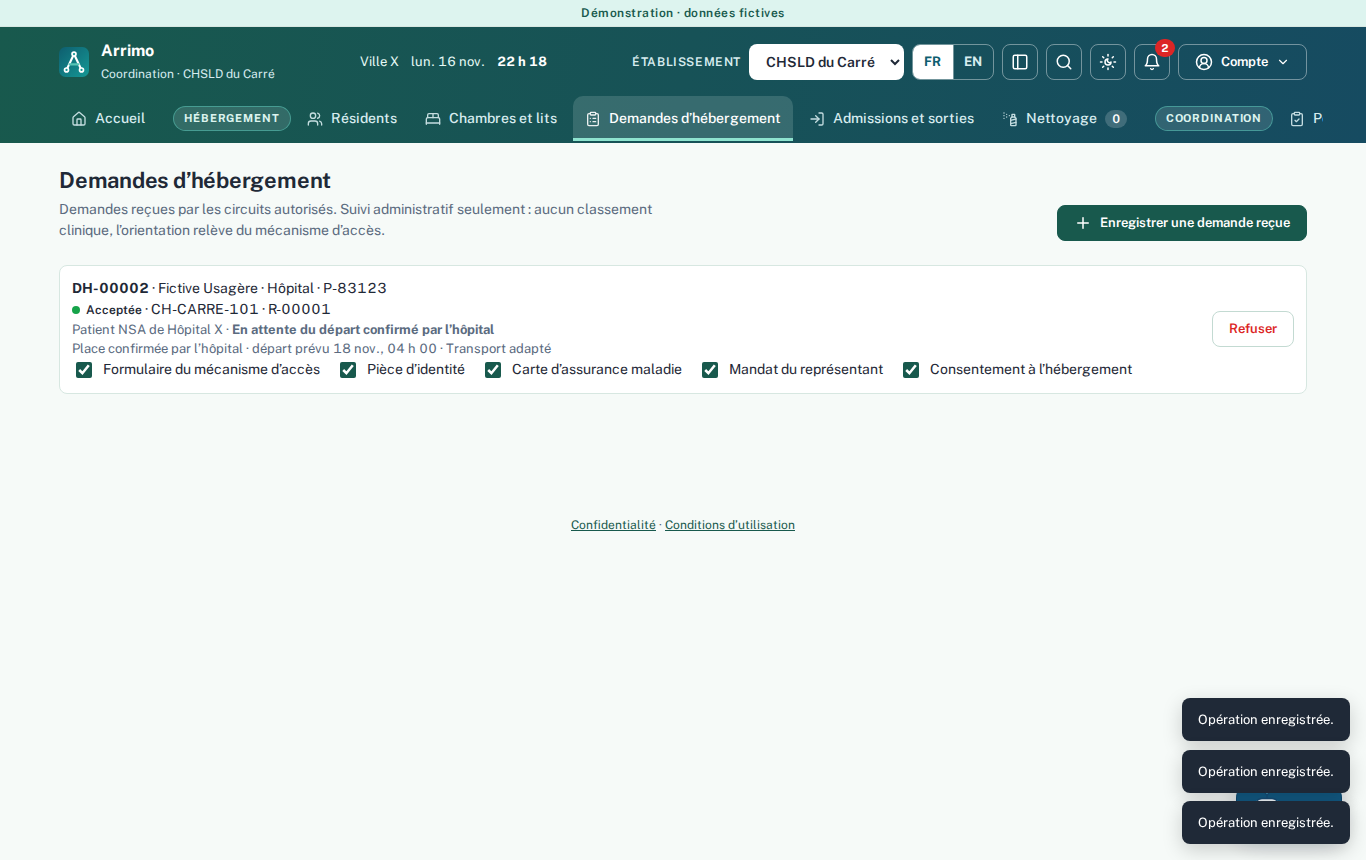 Démonstration · données fictives
Arrimo
Coordination · CHSLD du Carré
Ville X lun. 16 nov. 22 h 18
ÉTABLISSEMENT CHSLD du Carré FR EN 2 Compte
Accueil HÉBERGEMENT Résidents Chambres et lits Demandes d’hébergement Admissions et sorties Nettoyage 0 COORDINATION
Demandes d’hébergement
Demandes reçues par les circuits autorisés. Suivi administratif seulement : aucun classement
clinique, l’orientation relève du mécanisme d’accès.
Enregistrer une demande reçue
DH-00002 · Fictive Usagère · Hôpital · P-83123
Acceptée · CH-CARRE-101 · R-00001
Patient NSA de Hôpital X · En attente du départ confirmé par l’hôpital
Place confirmée par l’hôpital · départ prévu 18 nov., 04 h 00 · Transport adapté
Formulaire du mécanisme d’accès Pièce d’identité Carte d’assurance maladie Mandat du représentant Consentement à l’hébergement
Refuser
Confidentialité · Conditions d’utilisation
Opération enregistrée.
Opération enregistrée.
Opération enregistrée.